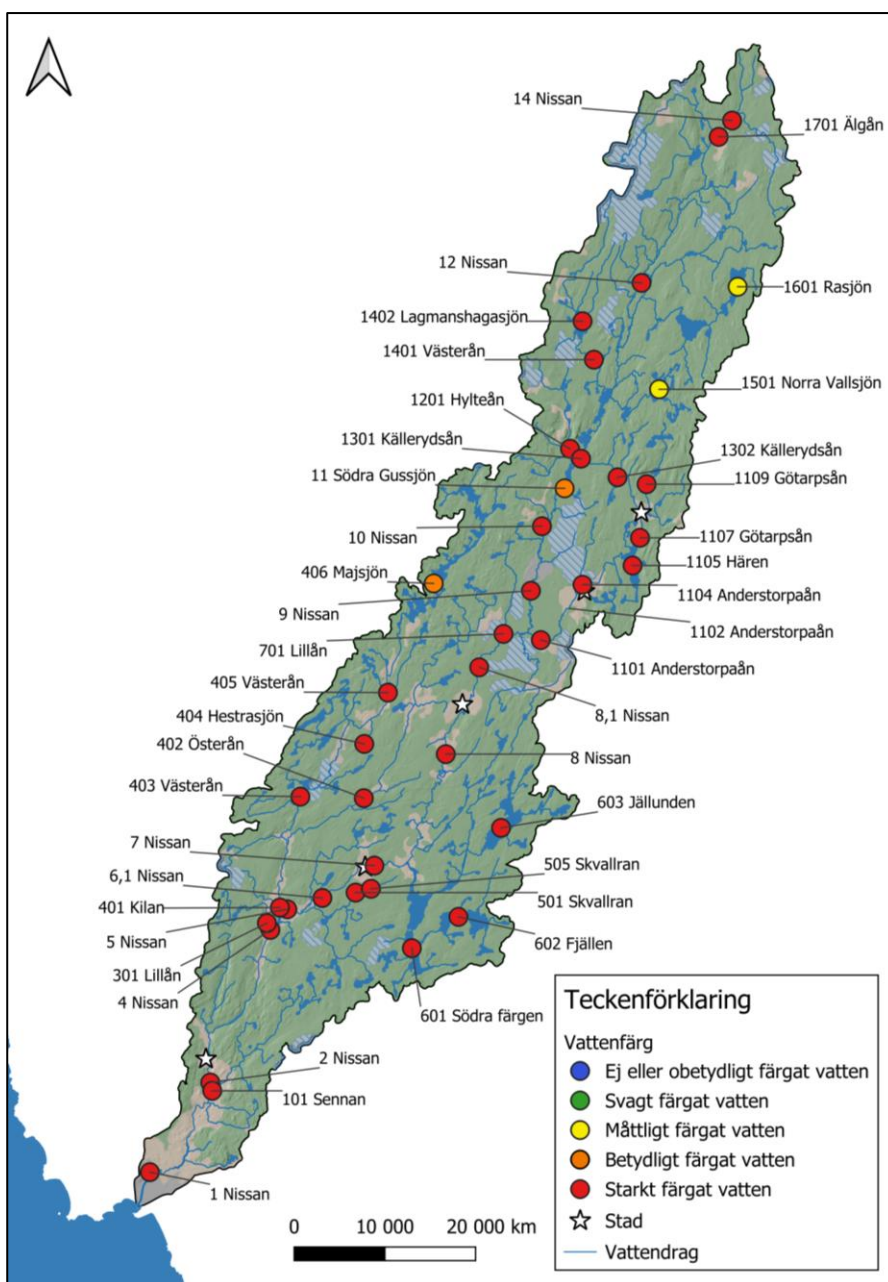 14 Nissan
1701 Älgån
12 Nissan
1601 Rasjön
1402 Lagmanshagasjön
1401 Västerån
1501 Norra Vallsjön
1201 Hylteån
1301 Källerydsån
1302 Källerydsån
11 Södra Gussjön
1109 Götarpsån
10 Nissan
1107 Götarpsån
1105 Hären
406 Majsjön
1104 Anderstorpaån
9 Nissan
1102 Anderstorpaån
701 Lillån
1101 Anderstorpaån
405 Västerån
8,1 Nissan
404 Hestrasjön
402 Österån
8 Nissan
403 Västerån
603 Jällunden
7 Nissan
505 Skvallran
6,1 Nissan
501 Skvallran
401 Kilan
5 Nissan
602 Fjällen
301 Lillån
4 Nissan
601 Södra färgen
2 Nissan
101 Sennan
1 Nissan
Teckenförklaring
Vattenfärg
Ej eller obetydligt färgat vatten
Svagt färgat vatten
Måttligt färgat vatten
Betydligt färgat vatten
Starkt färgat vatten
Stad
Vattendrag
0 10 000 20 000 km